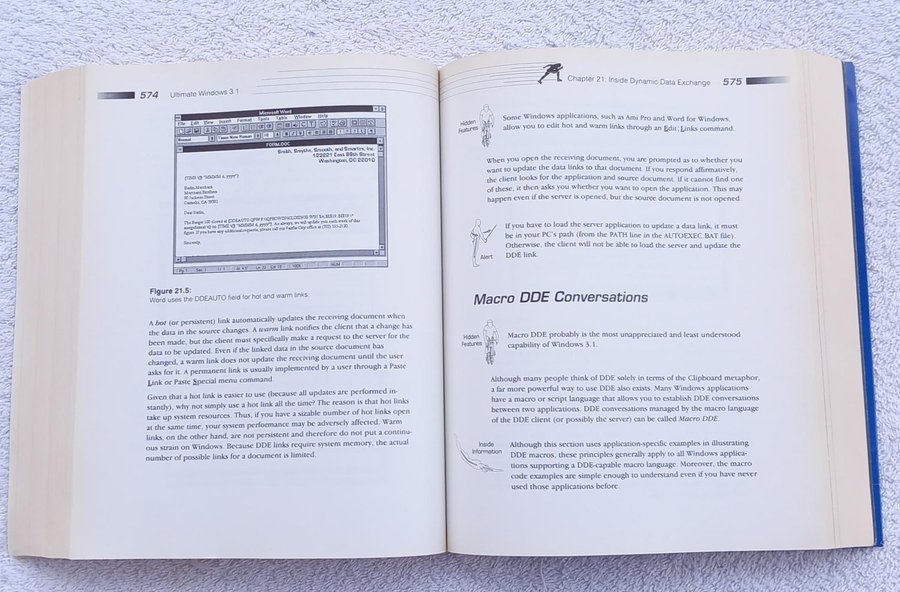 574 Ultimate Windows 3.1
Microsoft Word
File Edit View Insert Format Tools Table Window Help
Normal Times New Roman
FORM.DOC
Smith, Smythe, Smooth, and Smarties, Inc.
Washington, DC 22010
Merchant Brothers
Dear Badin,
Sincerely,
Figure 21.5:
Word uses the DDEAUTO field for hot and warm links.
A hot (or persistent) link automatically updates the receiving document when
the data in the source changes. A warm link notifies the client that a change has
been made, but the client must specifically make a request to the server for the
data to be updated. Even if the linked data in the source document has
changed, a warm link does not update the receiving document until the user
asks for it. A permanent link is usually implemented by a user through a Paste
Link or Paste Special menu command.
Given that a hot link is easier to use (because all updates are performed in-
stantly), why not simply use a hot link all the time? The reason is that hot links
take up system resources. Thus, if you have a sizable number of hot links open
at the same time, your system performance may be adversely affected. Warm
links, on the other hand, are not persistent and therefore do not put a continu-
ous strain on Windows. Because DDE links require system memory, the actual
number of possible links for a document is limited.
Chapter 21: Inside Dynamic Data Exchange 575
Hidden
Features
Some Windows applications, such as Ami Pro and Word for Windows,
allow you to edit hot and warm links through an Edit | Links command.
When you open the receiving document, you are prompted as to whether you
want to update the data links to that document. If you respond affirmatively,
the client looks for the application and source document. If it cannot find one
of these, it then asks you whether you want to open the application. This may
happen even if the server is opened, but the source document is not opened.
Alert
If you have to load the server application to update a data link, it must
be in your PC's path (from the PATH line in the AUTOEXEC.BAT file).
Otherwise, the client will not be able to load the server and update the
DDE link.
Macro DDE Conversations
Hidden
Features
Macro DDE probably is the most unappreciated and least understood
capability of Windows 3.1.
Although many people think of DDE solely in terms of the Clipboard metaphor,
a far more powerful way to use DDE also exists. Many Windows applications
have a macro or script language that allows you to establish DDE conversations
between two applications. DDE conversations managed by the macro language
of the DDE client (or possibly the server) can be called Macro DDE.
Inside
Information
Although this section uses application-specific examples in illustrating
DDE macros, these principles generally apply to all Windows applica-
tions supporting a DDE-capable macro language. Moreover, the macro
code examples are simple enough to understand even if you have never
used those applications before.